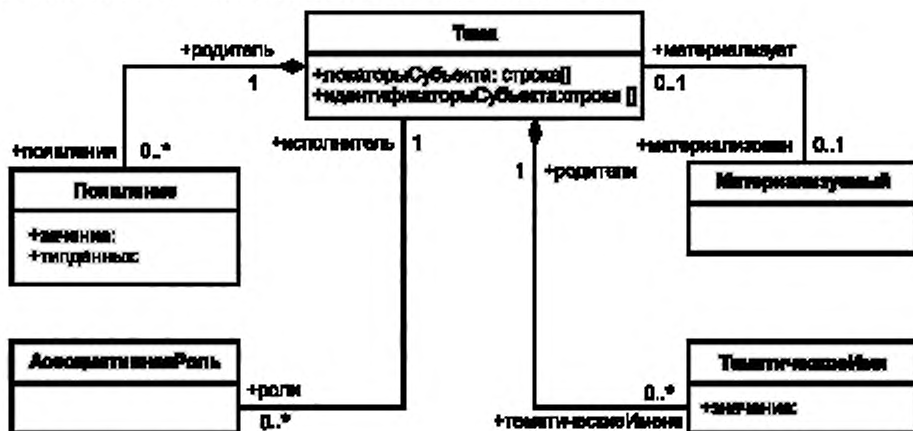 Тема
+родитель
+материализует
+локаторыСубъекта: строка[]
1
0..1
+идентификаторыСубъекта:строка []
+исполнитель
1
+появления
0..*
+материализован
0..1
1
+родители
Появление
Материализуемый
+типданных:
АссоциативнаяРоль
ТематическоеИмя
+роли
0..*
+значение:
0..*
+тематическиеИмена